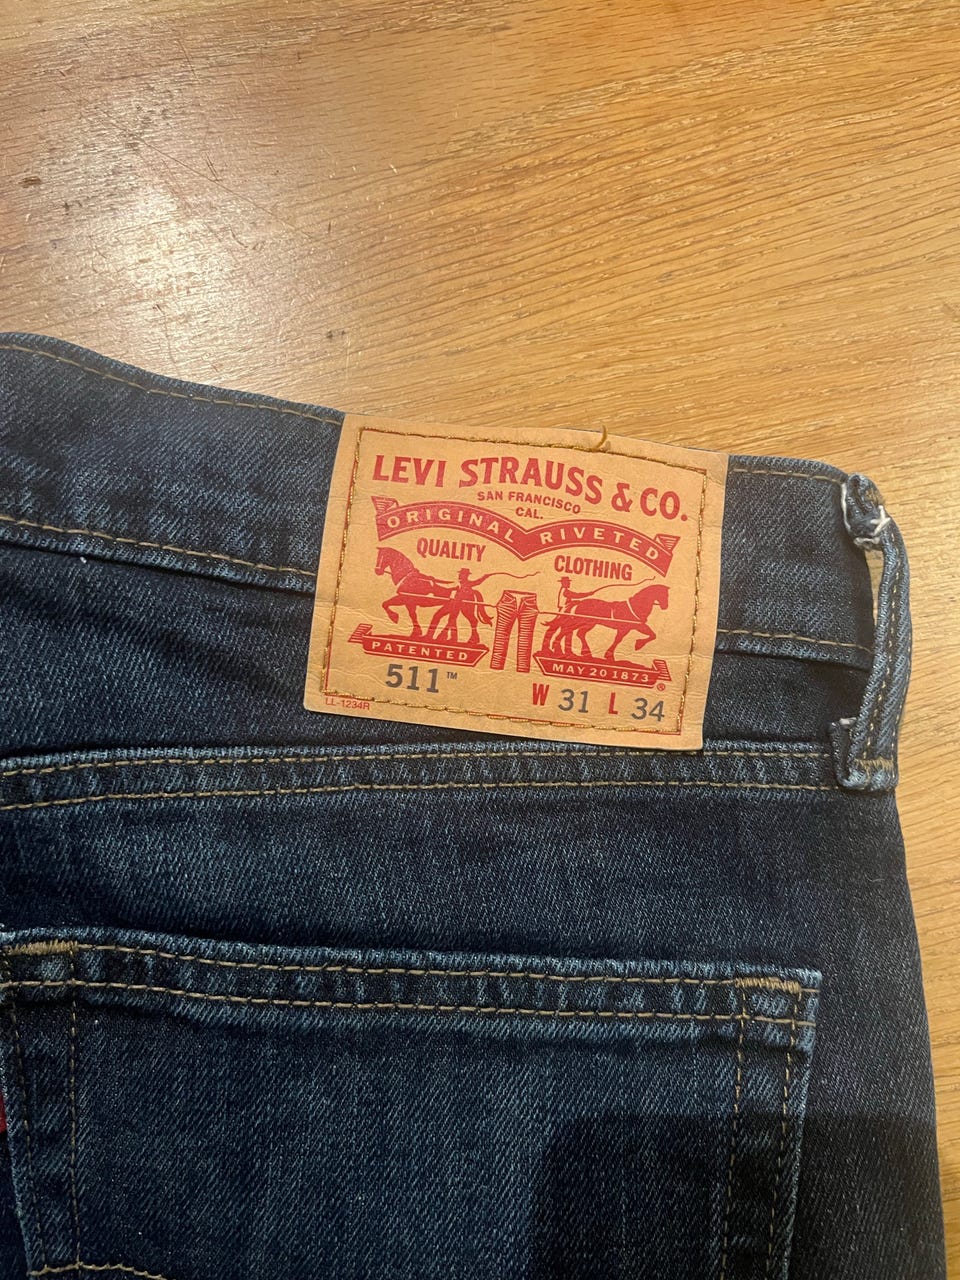 LEVI STRAUSS & CO.
SAN FRANCISCO
CAL.
ORIGINAL RIVETED
QUALITY CLOTHING
PATENTED MAY 20 1873 ®
511™ W 31 L 34
LL-1234R